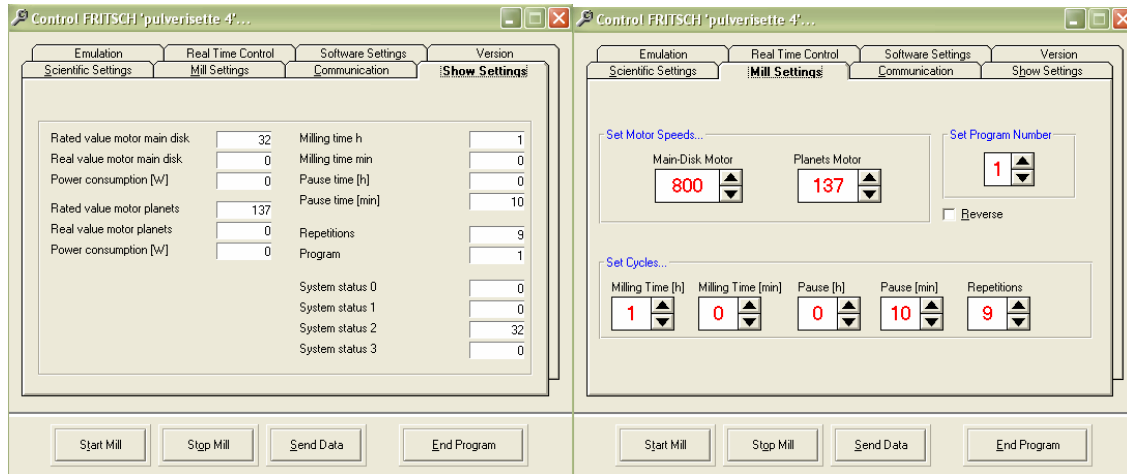 Control FRITSCH 'pulverisette 4'...
Emulation Real Time Control Software Settings Version
Scientific Settings Mill Settings Communication Show Settings
Rated value motor main disk 32 Milling time h 1
Real value motor main disk 0 Milling time min 0
Power consumption [W] 0 Pause time [h] 0
Rated value motor planets 137 Pause time [min] 10
Real value motor planets 0
Power consumption [W] 0
Repetitions 9
Program 1
System status 0 0
System status 1 0
System status 2 32
System status 3 0
Start Mill Stop Mill Send Data End Program
Control FRITSCH 'pulverisette 4'...
Emulation Real Time Control Software Settings Version
Scientific Settings Mill Settings Communication Show Settings
Set Motor Speeds...
Main-Disk Motor Planets Motor
800 137
Set Program Number
1
Reverse
Set Cycles...
Milling Time [h] Milling Time [min] Pause [h] Pause [min] Repetitions
1 0 0 10 9
Start Mill Stop Mill Send Data End Program